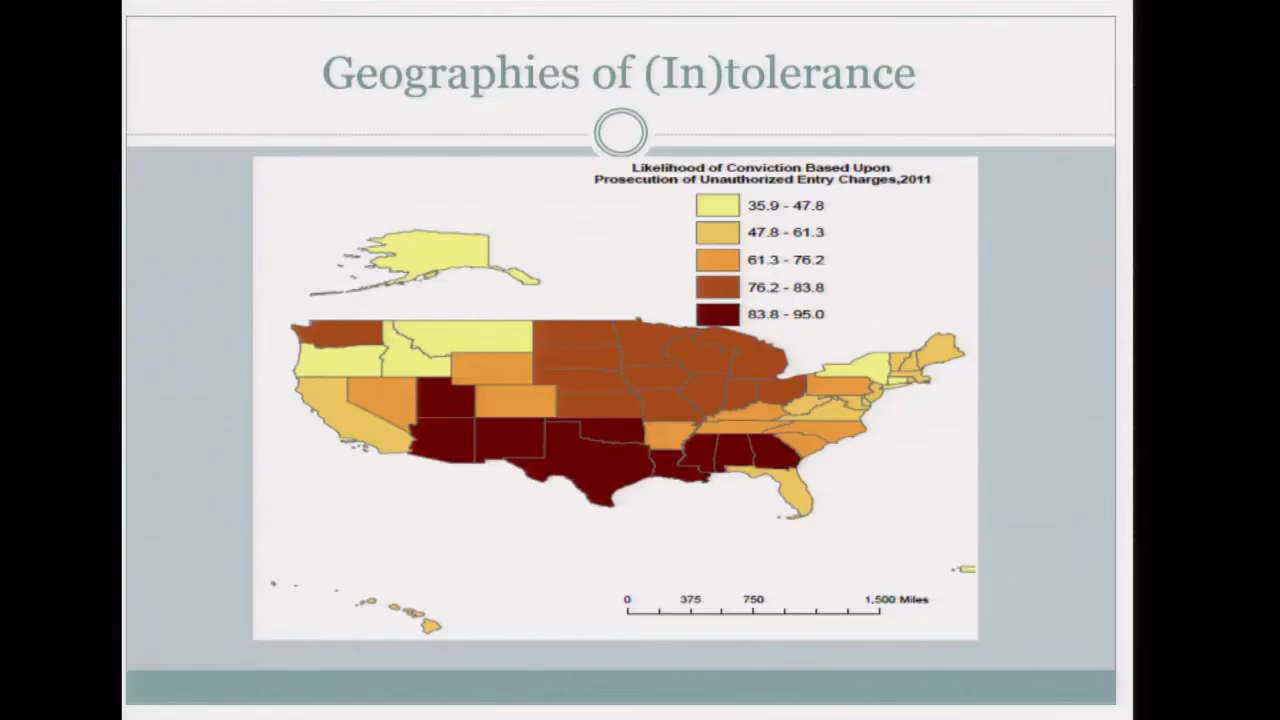 Geographies of (In)tolerance
Likelihood of Conviction Based Upon
Prosecution of Unauthorized Entry Charges,2011
35.9 - 47.8
47.8 - 61.3
61.3 - 76.2
76.2 - 83.8
83.8 - 95.0
0 375 750 1,500 Miles